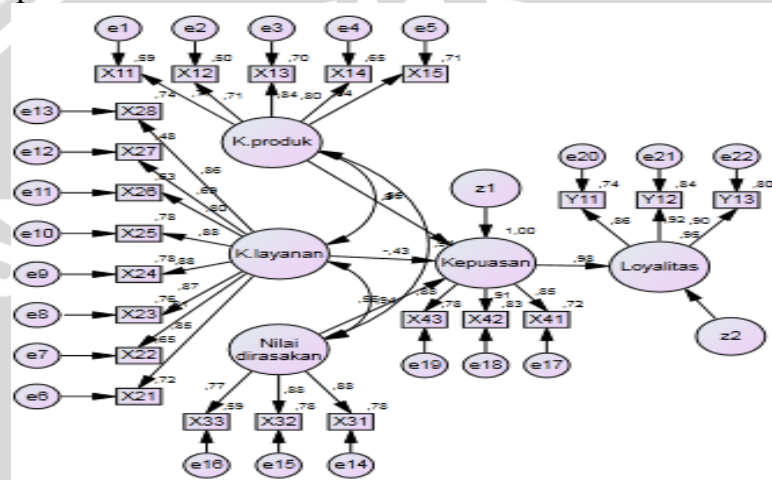 e1 e2 e3 e4 e5
,59 ,50 ,70 ,65 ,71
X11 X12 X13 X14 X15
,74 ,71 ,84 ,80
K.produk
e13 X28
,48 ,86
e12 X27
,63 ,69
e11 X26
,80
e10 X25
,78 ,88
e9 X24
,78 ,88
e8 X23
,76 ,87
e7 X22
,65 ,85
e6 X21
,72
K.layanan
-,43
Nilai
dirasakan
,77 ,88 ,88
,59 ,78 ,78
X33 X32 X31
e16 e15 e14
z1
1,00
Kepuasan
,98
,88 ,91 ,85
,78 ,83 ,72
X43 X42 X41
e19 e18 e17
e20 e21 e22
,74 ,84 ,80
Y11 Y12 Y13
,86 ,92 ,90
,95
Loyalitas
z2